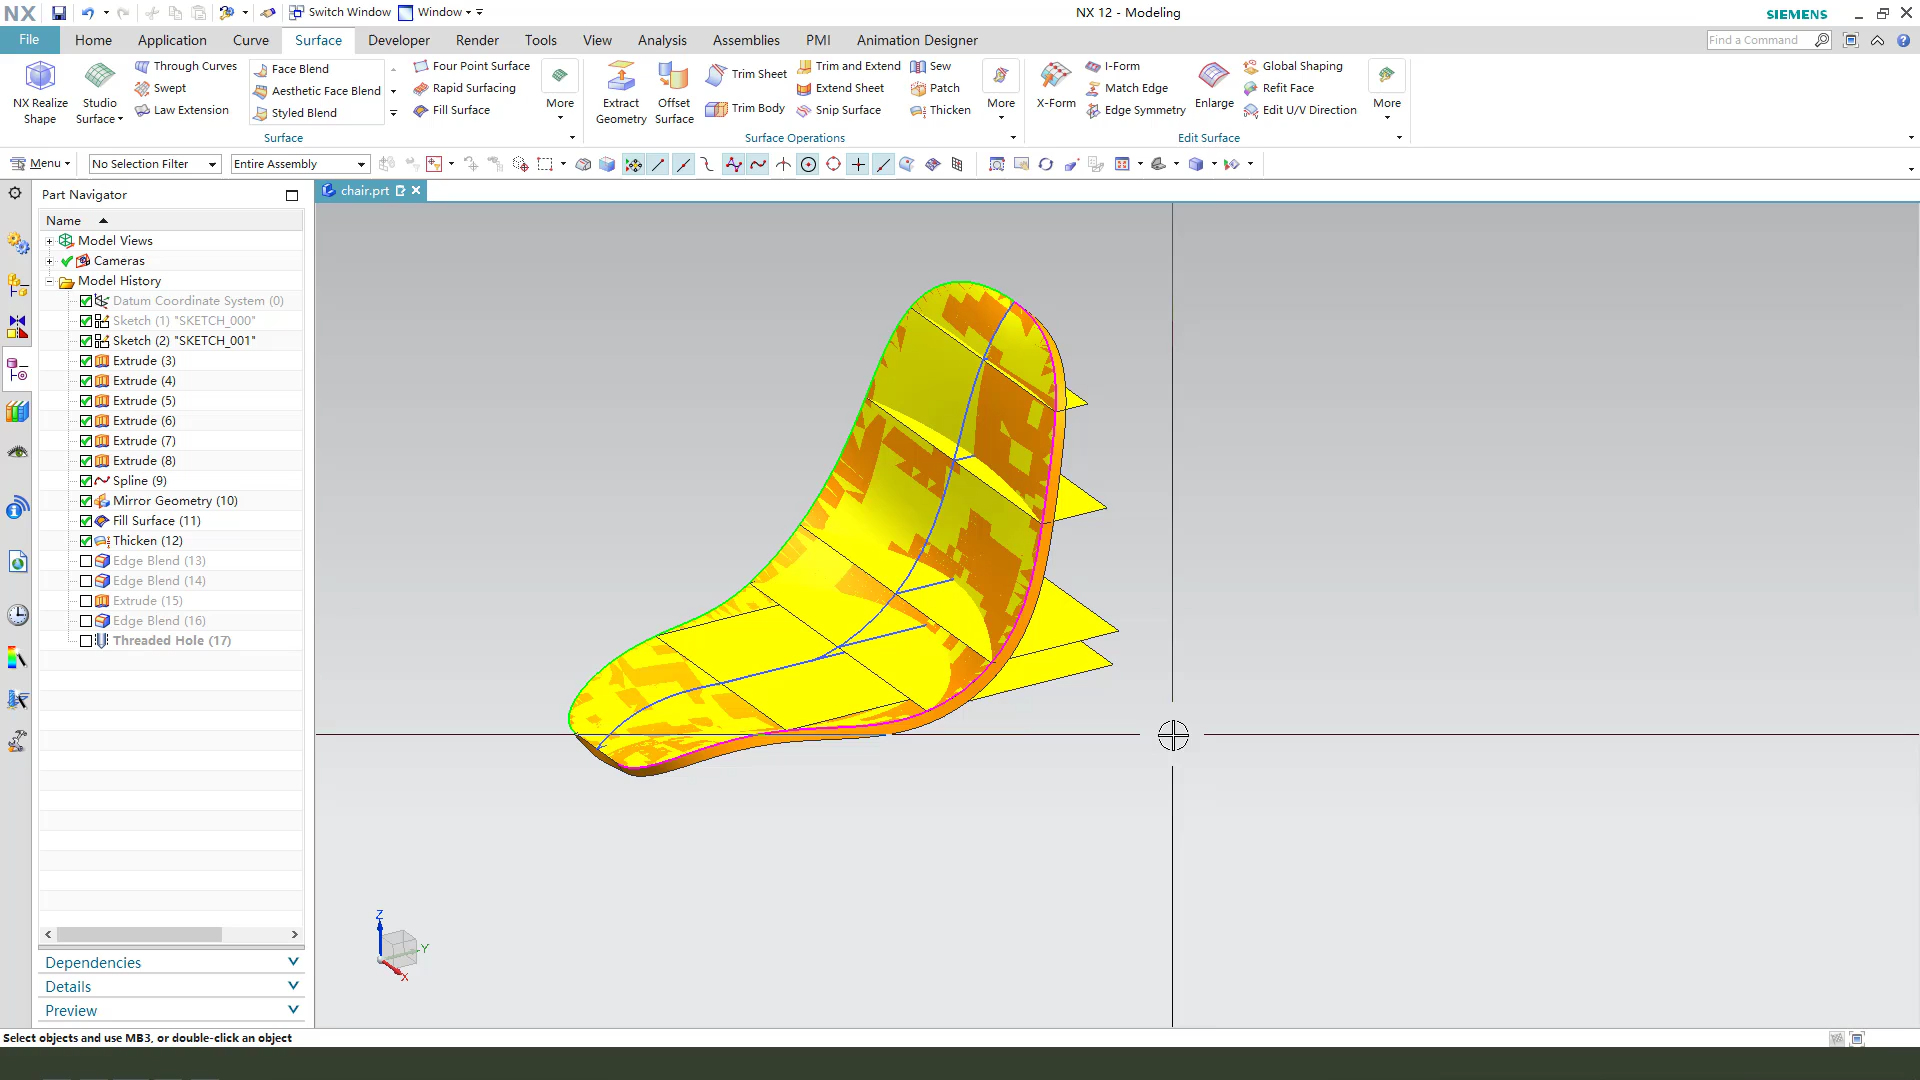 NX
Switch Window
Window
NX 12 - Modeling
SIEMENS
File
Home
Application
Curve
Surface
Developer
Render
Tools
View
Analysis
Assemblies
PMI
Animation Designer
Find a Command
NX Realize
Shape
Studio
Surface
Through Curves
Swept
Law Extension
Face Blend
Aesthetic Face Blend
Styled Blend
Four Point Surface
Rapid Surfacing
Fill Surface
More
Surface
Extract
Geometry
Offset
Surface
Trim Sheet
Trim Body
Trim and Extend
Extend Sheet
Snip Surface
Sew
Patch
Thicken
More
Surface Operations
X-Form
I-Form
Match Edge
Edge Symmetry
Enlarge
Global Shaping
Refit Face
Edit U/V Direction
More
Edit Surface
Menu
No Selection Filter
Entire Assembly
Part Navigator
chair.prt
Name
Model Views
Cameras
Model History
Datum Coordinate System (0)
Sketch (1) "SKETCH_000"
Sketch (2) "SKETCH_001"
Extrude (3)
Extrude (4)
Extrude (5)
Extrude (6)
Extrude (7)
Extrude (8)
Spline (9)
Mirror Geometry (10)
Fill Surface (11)
Thicken (12)
Edge Blend (13)
Edge Blend (14)
Extrude (15)
Edge Blend (16)
Threaded Hole (17)
Z
Y
X
Dependencies
Details
Preview
Select objects and use MB3, or double-click an object